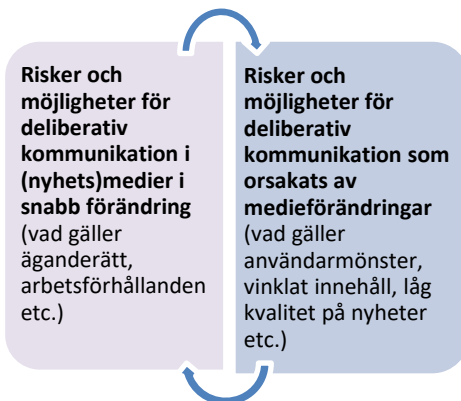 Risker och
möjligheter för
deliberativ
kommunikation i
(nyhets)medier i
snabb förändring
(vad gäller
äganderätt,
arbetsförhållanden
etc.)
Risker och
möjligheter för
deliberativ
kommunikation som
orsakats av
medieförändringar
(vad gäller
användarmönster,
vinklat innehåll, låg
kvalitet på nyheter
etc.)